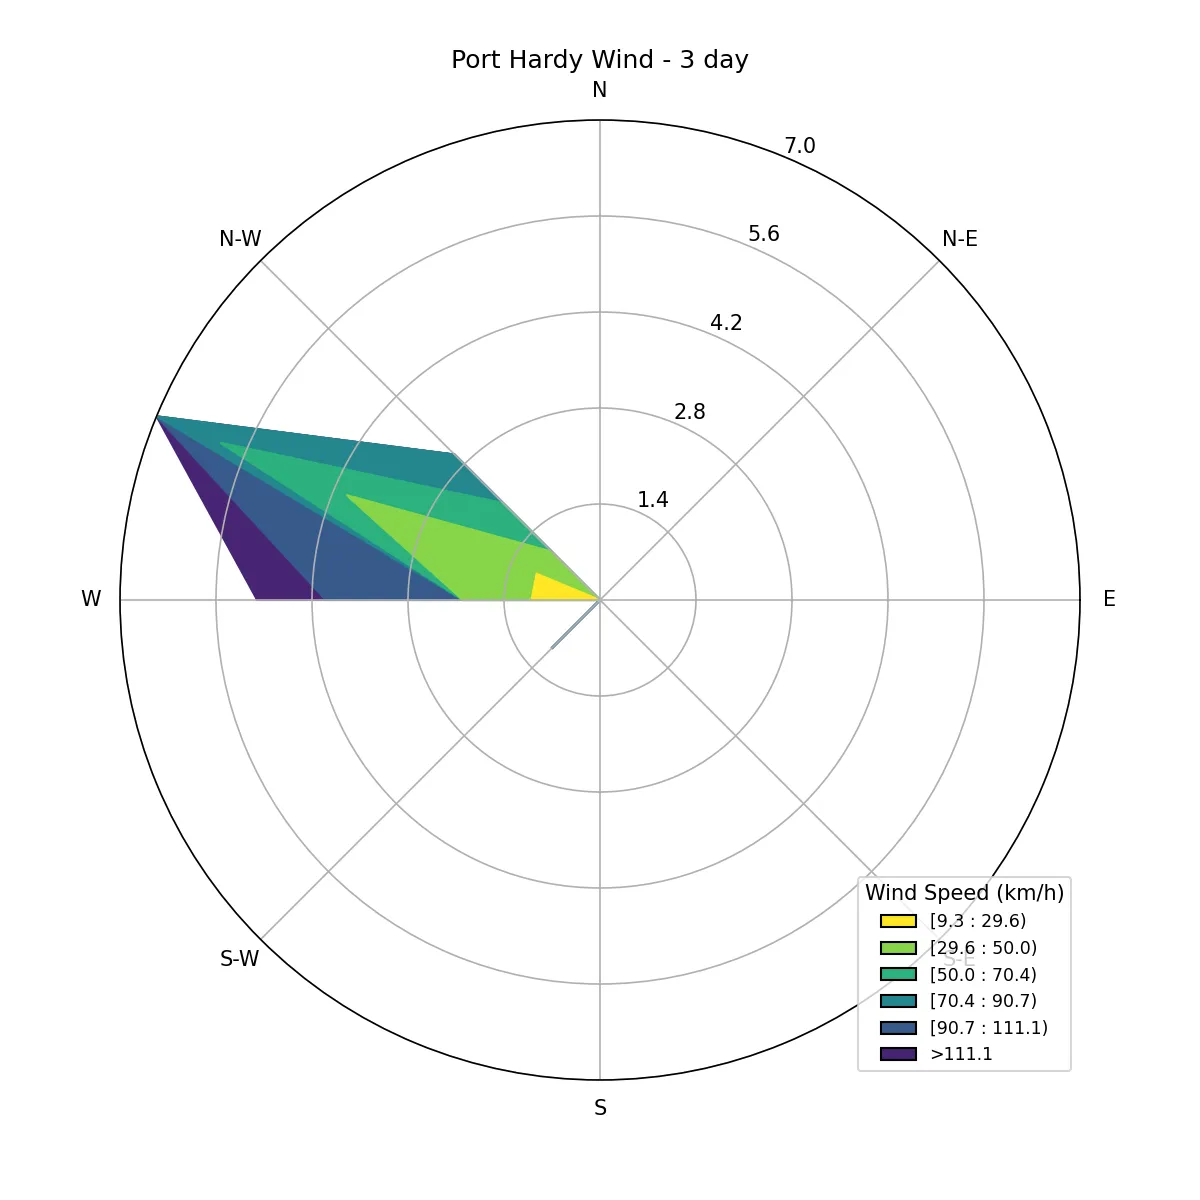 Port Hardy Wind - 3 day
N
7.0
N-W
5.6
N-E
4.2
2.8
1.4
W
E
Wind Speed (km/h)
[9.3 : 29.6)
[29.6 : 50.0)
S-W
S-E
[50.0 : 70.4)
[70.4 : 90.7)
[90.7 : 111.1)
>111.1
S